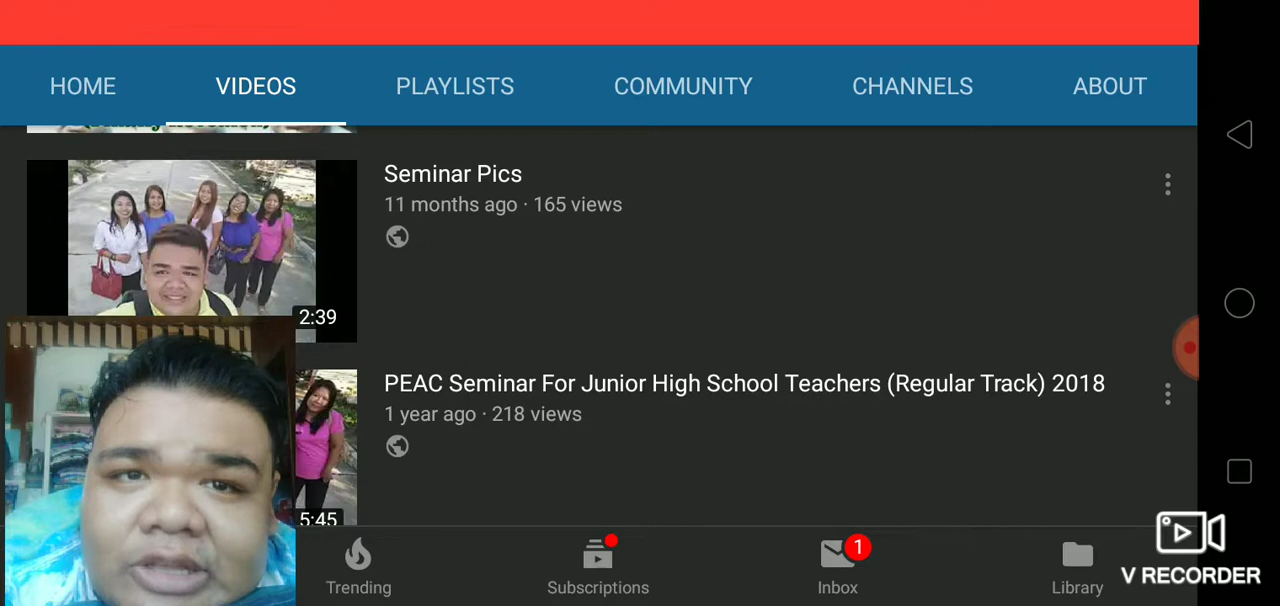 HOME VIDEOS PLAYLISTS COMMUNITY CHANNELS ABOUT
Seminar Pics
11 months ago · 165 views
2:39
PEAC Seminar For Junior High School Teachers (Regular Track) 2018
1 year ago · 218 views
5:45
1
Trending Subscriptions Inbox Library
V RECORDER